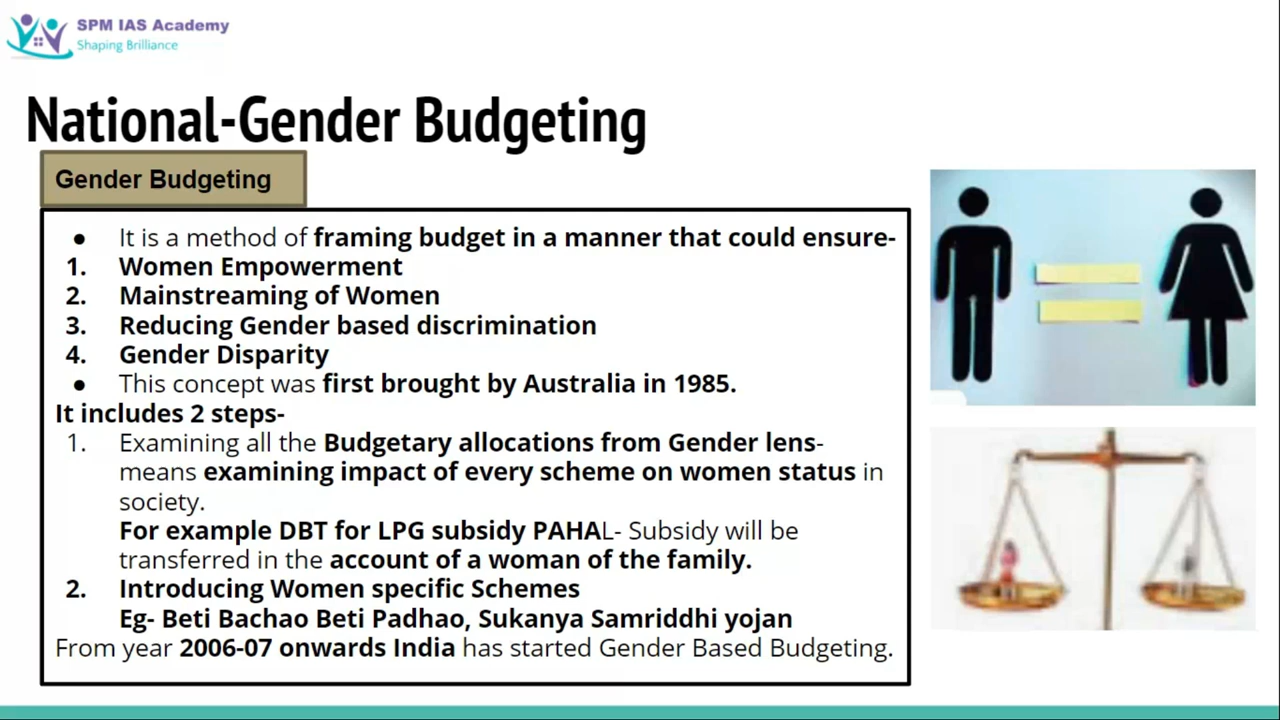 SPM IAS Academy
Shaping Brilliance
National-Gender Budgeting
Gender Budgeting
● It is a method of framing budget in a manner that could ensure-
1. Women Empowerment
2. Mainstreaming of Women
3. Reducing Gender based discrimination
4. Gender Disparity
● This concept was first brought by Australia in 1985.
It includes 2 steps-
1. Examining all the Budgetary allocations from Gender lens-
means examining impact of every scheme on women status in
society.
For example DBT for LPG subsidy PAHAL- Subsidy will be
transferred in the account of a woman of the family.
2. Introducing Women specific Schemes
Eg- Beti Bachao Beti Padhao, Sukanya Samriddhi yojan
From year 2006-07 onwards India has started Gender Based Budgeting.